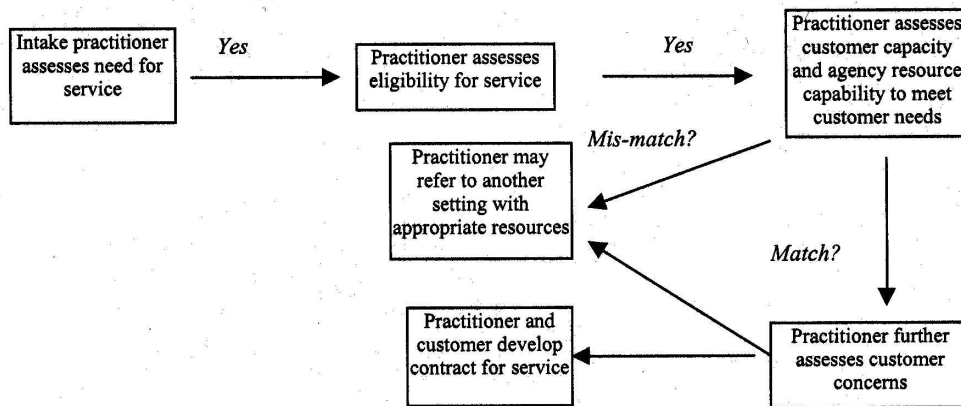 Intake practitioner
assesses need for
service
Yes
Practitioner assesses
eligibility for service
Yes
Practitioner assesses
customer capacity
and agency resource
capability to meet
customer needs
Mis-match?
Practitioner may
refer to another
setting with
appropriate resources
Match?
Practitioner and
customer develop
contract for service
Practitioner further
assesses customer
concerns